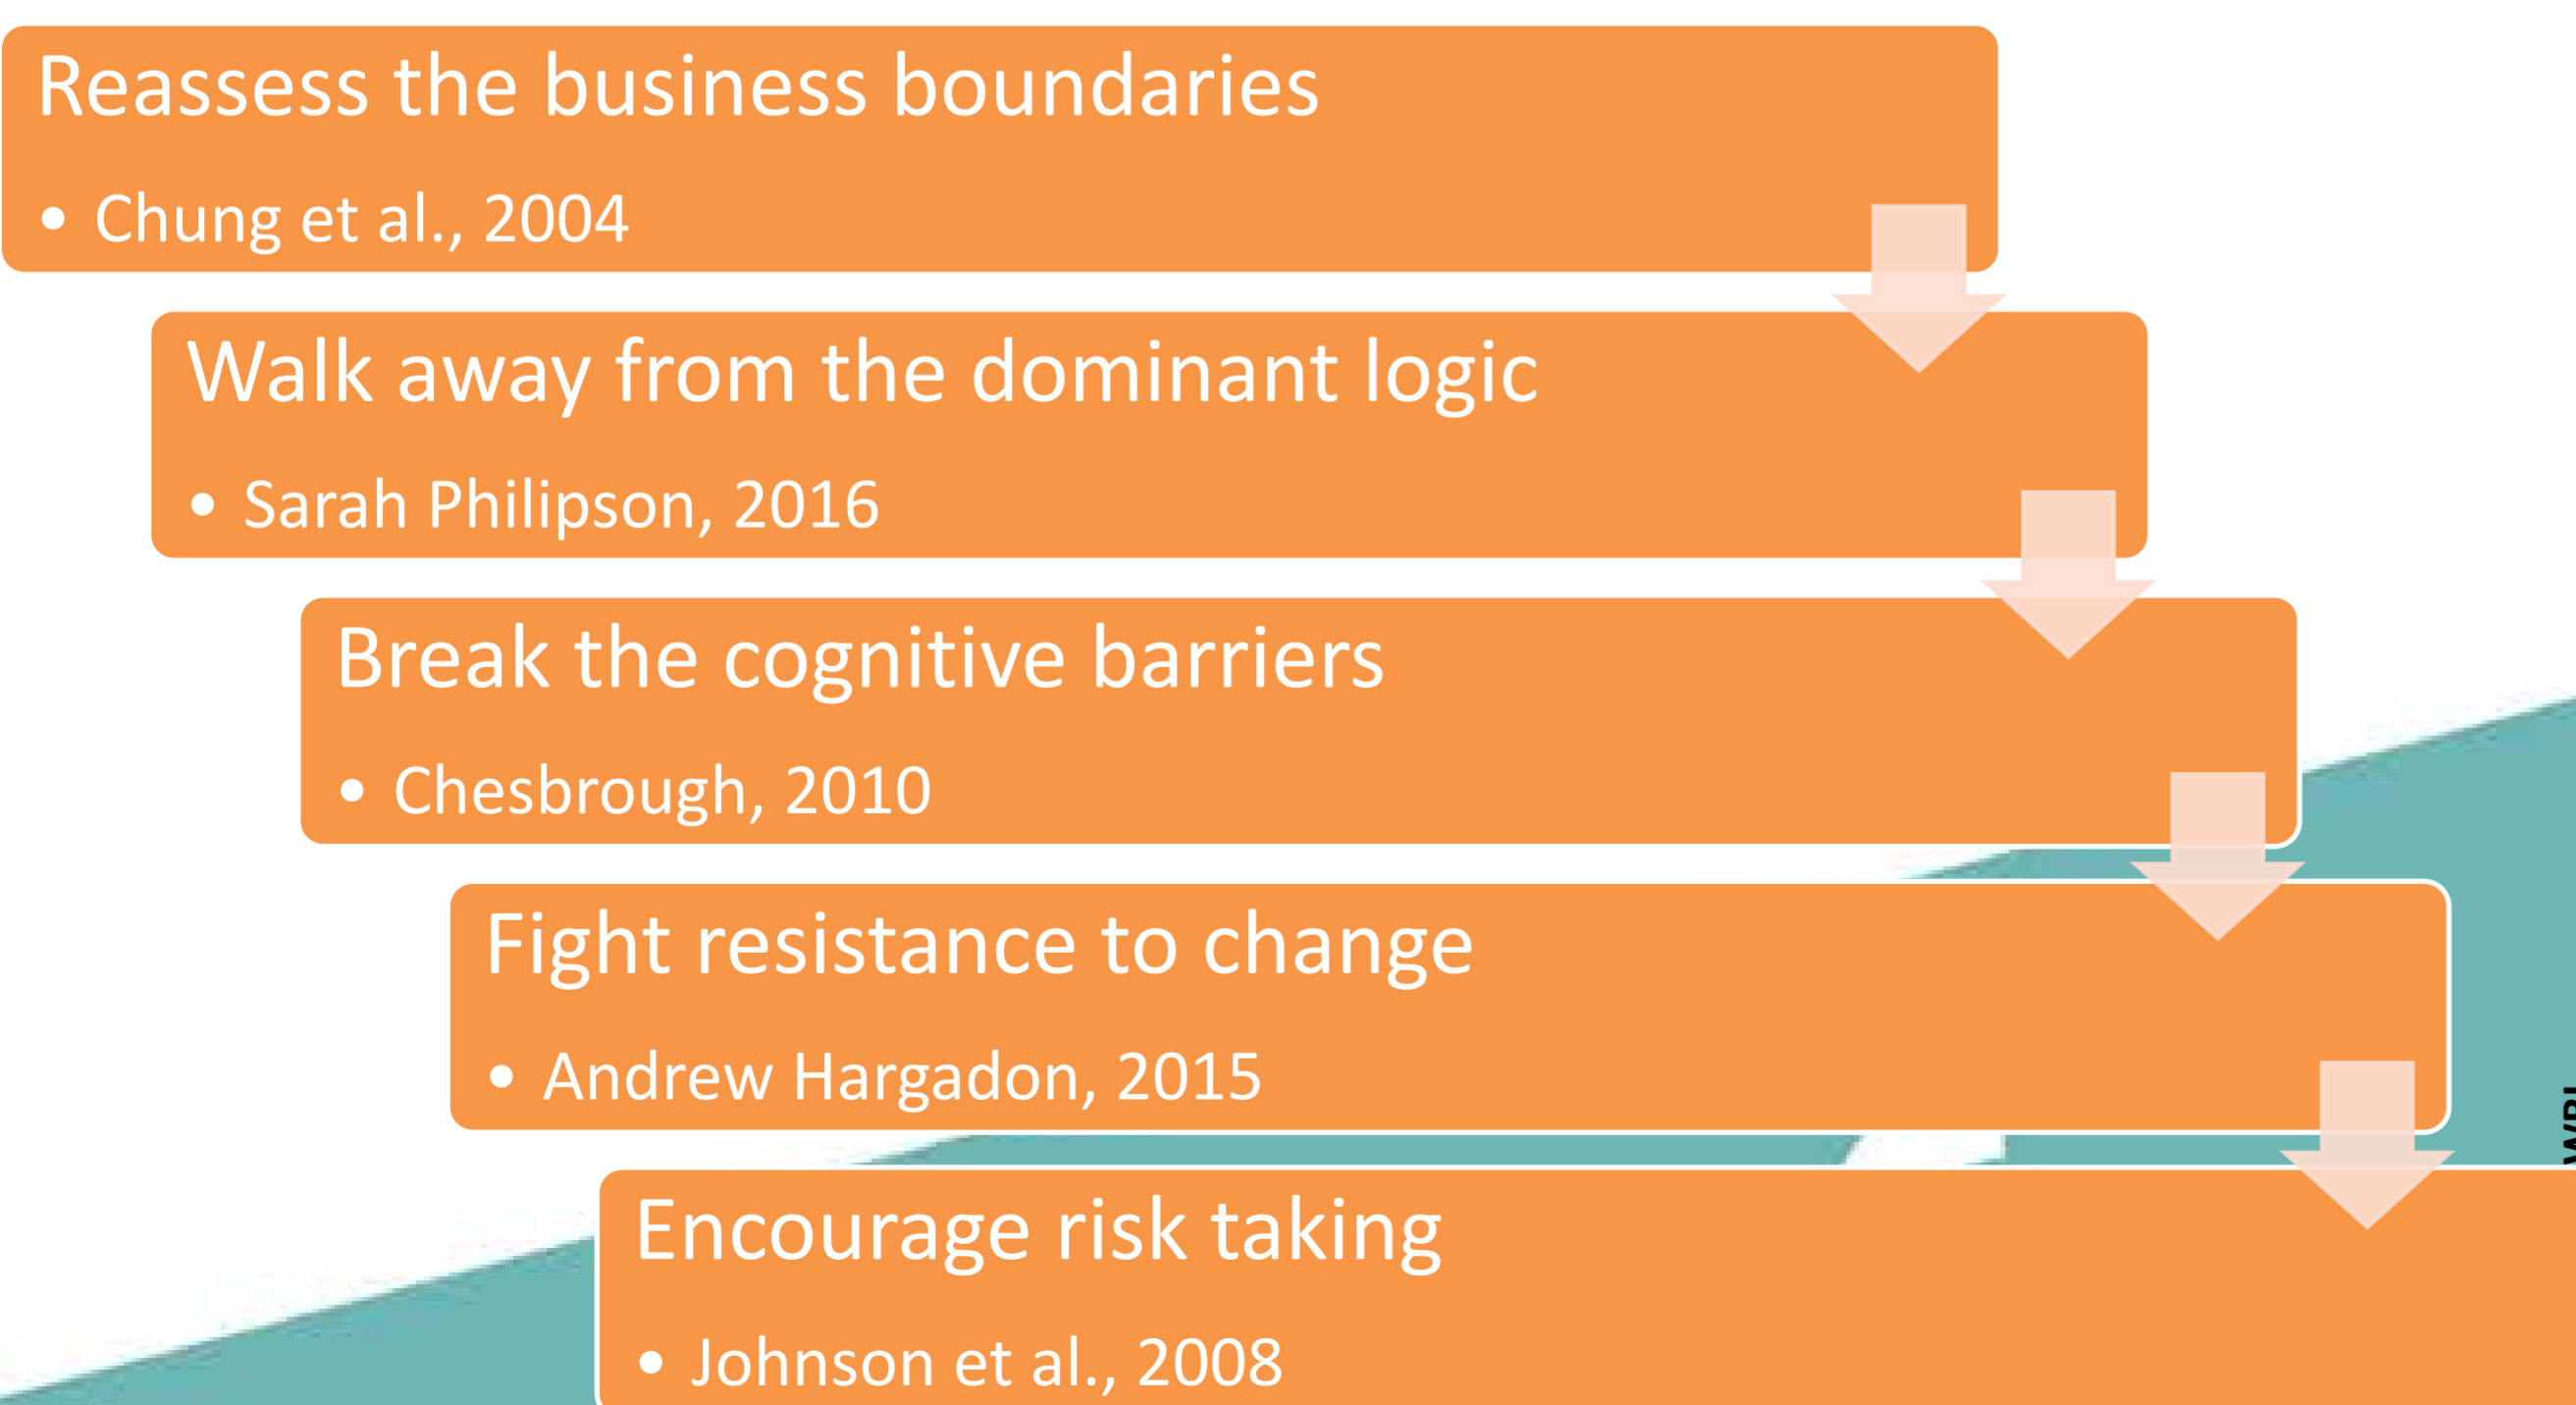 Reassess the business boundaries
• Chung et al., 2004
Walk away from the dominant logic
• Sarah Philipson, 2016
Break the cognitive barriers
• Chesbrough, 2010
Fight resistance to change
• Andrew Hargadon, 2015
Encourage risk taking
• Johnson et al., 2008